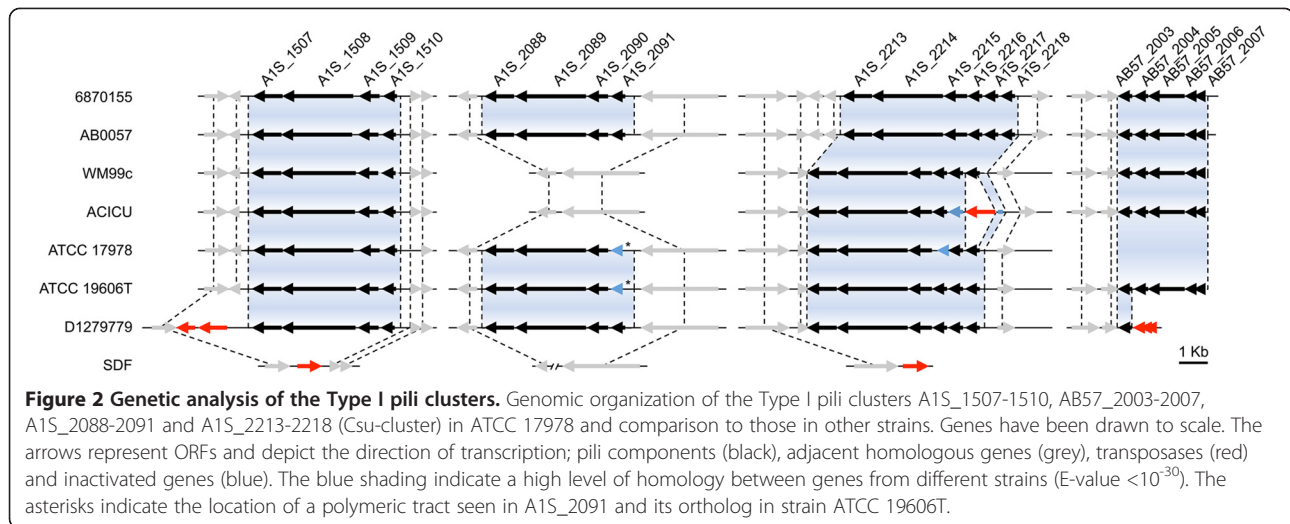 A1S_1507
A1S_1508
A1S_1509
A1S_1510
A1S_2088
A1S_2089
A1S_2090
A1S_2091
A1S_2213
A1S_2214
A1S_2215
A1S_2216
A1S_2217
A1S_2218
AB57_2003
AB57_2004
AB57_2005
AB57_2006
AB57_2007
6870155
AB0057
WM99c
ACICU
ATCC 17978
*
ATCC 19606T
*
D1279779
SDF
1 Kb
Figure 2 Genetic analysis of the Type I pili clusters. Genomic organization of the Type I pili clusters A1S_1507-1510, AB57_2003-2007,
A1S_2088-2091 and A1S_2213-2218 (Csu-cluster) in ATCC 17978 and comparison to those in other strains. Genes have been drawn to scale. The
arrows represent ORFs and depict the direction of transcription; pili components (black), adjacent homologous genes (grey), transposases (red)
and inactivated genes (blue). The blue shading indicate a high level of homology between genes from different strains (E-value <10⁻³⁰). The
asterisks indicate the location of a polymeric tract seen in A1S_2091 and its ortholog in strain ATCC 19606T.